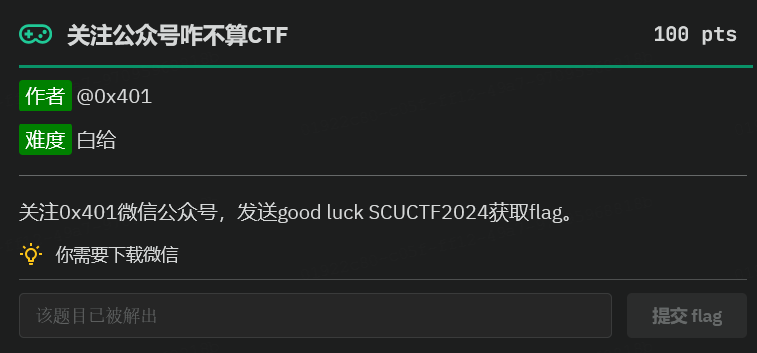 关注公众号咋不算CTF 100 pts
作者 @0x401
难度 白给
关注0x401微信公众号，发送good luck SCUCTF2024获取flag。
你需要下载微信
该题目已被解出 提交 flag